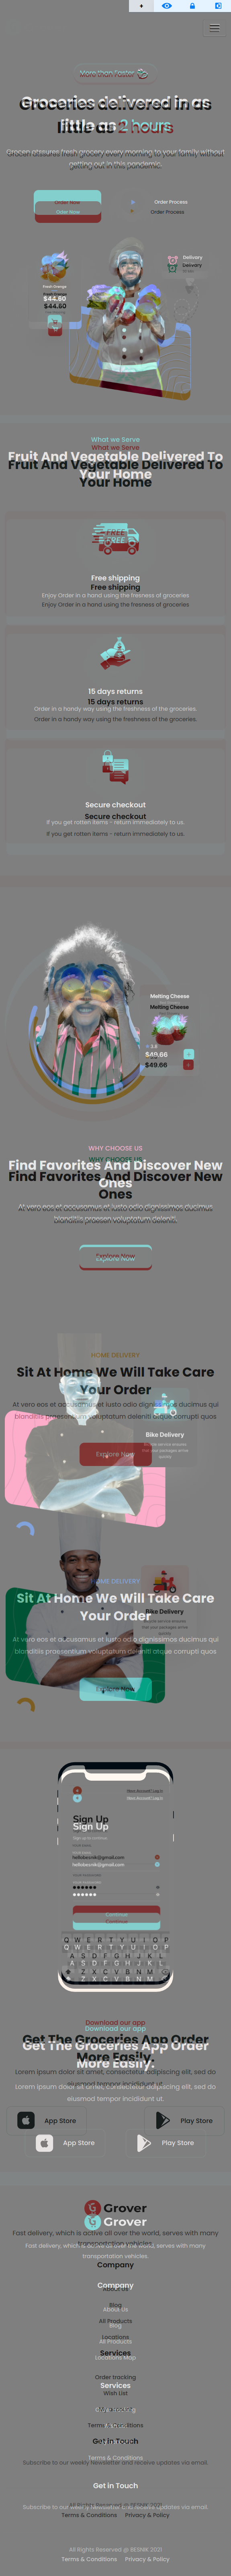 More than Faster
Groceries delivered in as
little as 2 hours
Grocen assures fresh grocery every morning to your family without
getting out in this pandemic.
Order Now
Order Process
Order Now
Order Process
Delivery
Delivery
Fresh Orange
$44.80
$44.80
What we Serve
What we Serve
Fruit And Vegetable Delivered To
Fruit And Vegetable Delivered To
Your Home
Your Home
FREE
FREE
Free shipping
Free shipping
Enjoy Order in a hand using the freshness of groceries
Enjoy Order in a hand using the freshness of groceries
15 days returns
Order in a handy way using the freshness of the groceries.
15 days returns
Order in a handy way using the freshness of the groceries.
Secure checkout
Secure checkout
If you get rotten items - return immediately to us.
If you get rotten items - return immediately to us.
Melting Cheese
Melting Cheese
3.8
$49.66
$49.66
WHY CHOOSE US
WHY CHOOSE US
Find Favorites And Discover New
Find Favorites And Discover New
Ones
Ones
At vero eos et accusamus et iusto odio dignissimos ducimus
blanditiis praesen voluptatum deleniti.
Explore Now
Explore Now
HOME DELIVERY
Sit At Home We Will Take Care
Your Order
At vero eos et accusamus et iusto odio dignissimos ducimus qui
blanditiis praesentium voluptatum deleniti atque corrupti quos
Bike Delivery
quickly
Explore Now
HOME DELIVERY
Sit At Home We Will Take Care
Your Order
Bike Delivery
quickly
At vero eos et accusamus et iusto odio dignissimos ducimus qui
blanditiis praesentium voluptatum deleniti atque corrupti quos
Explore Now
Sign Up
Sign Up
hellobesnik@gmail.com
hellobesnik@gmail.com
Continue
Continue
Q W E R T Y U I O P
Q W E R T Y U I O P
A S D F G H J K L
A S D F G H J K L
Z X C V B N M
Z X C V B N M
Download our app
Download our app
Get The Groceries App Order
Get The Groceries App Order
More Easily.
More Easily.
Lorem ipsum dolor sit amet, consectetur adipiscing elit, sed do
eiusmod tempor incididunt ut.
Lorem ipsum dolor sit amet, consectetur adipiscing elit, sed do
eiusmod tempor incididunt ut.
App Store
Play Store
App Store
Play Store
Grover
Grover
Fast delivery, which is active all over the world, serves with many
transportation vehicles.
Fast delivery, which is active all over the world, serves with many
transportation vehicles.
Company
Company
About Us
Blog
About Us
All Products
Blog
Locations
All Products
Services
Locations Map
Order tracking
Services
Wish List
Terms & Conditions
Get in Touch
Terms & Conditions
Subscribe to our weekly Newsletter and receive updates via email.
Get in Touch
All Rights Reserved @ BESNIK 2021
Subscribe to our weekly Newsletter and receive updates via email.
Terms & Conditions Privacy & Policy
All Rights Reserved @ BESNIK 2021
Terms & Conditions Privacy & Policy